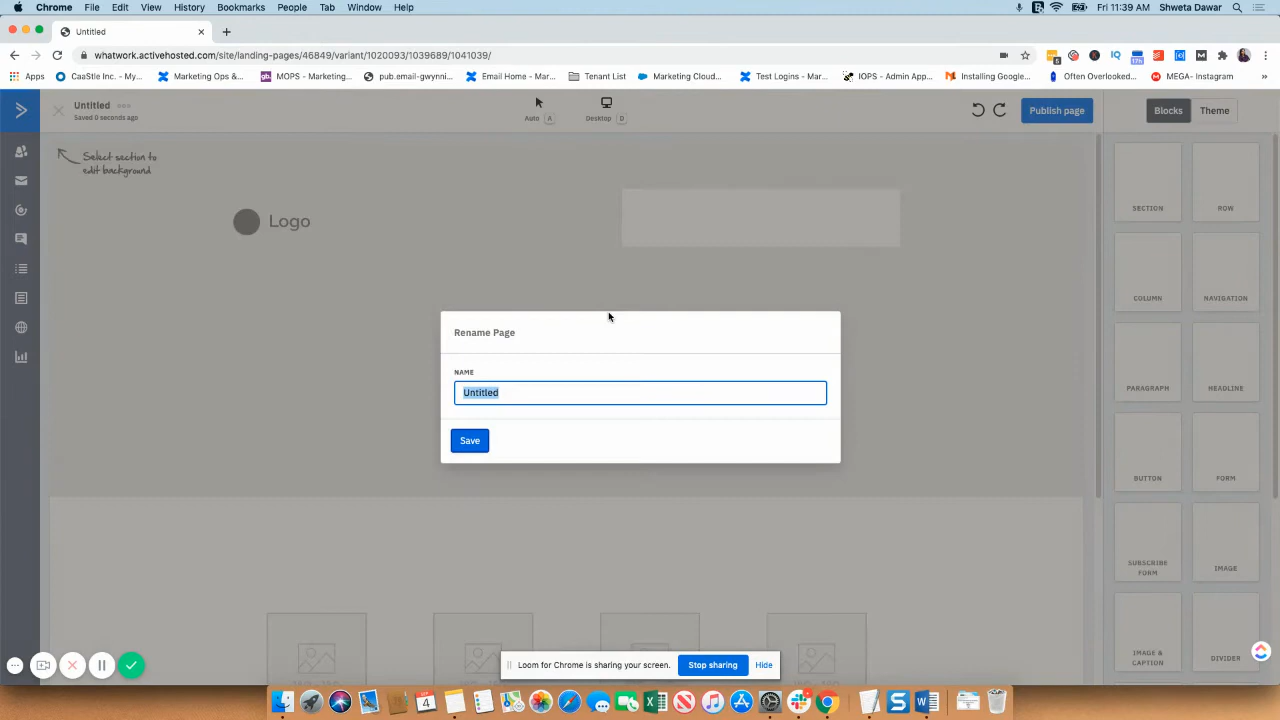 Chrome File Edit View History Bookmarks People Tab Window Help Fri 11:39 AM Shweta Dawar
Untitled
whatwork.activehosted.com/site/landing-pages/46849/variant/1020093/1039689/1041039/
Apps CaaStle Inc. - My... Marketing Ops &... MOPS - Marketing... pub.email-gwynni... Email Home - Mar... Tenant List Marketing Cloud... Test Logins - Mar... IOPS - Admin App... Installing Google... Often Overlooked... MEGA- Instagram »
Untitled
Saved 0 seconds ago
Auto A
Desktop D
Publish page
Blocks Theme
Select section to
edit background
Logo
SECTION ROW
COLUMN NAVIGATION
Rename Page
NAME
Untitled
Save
PARAGRAPH HEADLINE
BUTTON FORM
SUBSCRIBE
FORM
IMAGE
IMAGE &
CAPTION
DIVIDER
Loom for Chrome is sharing your screen. Stop sharing Hide